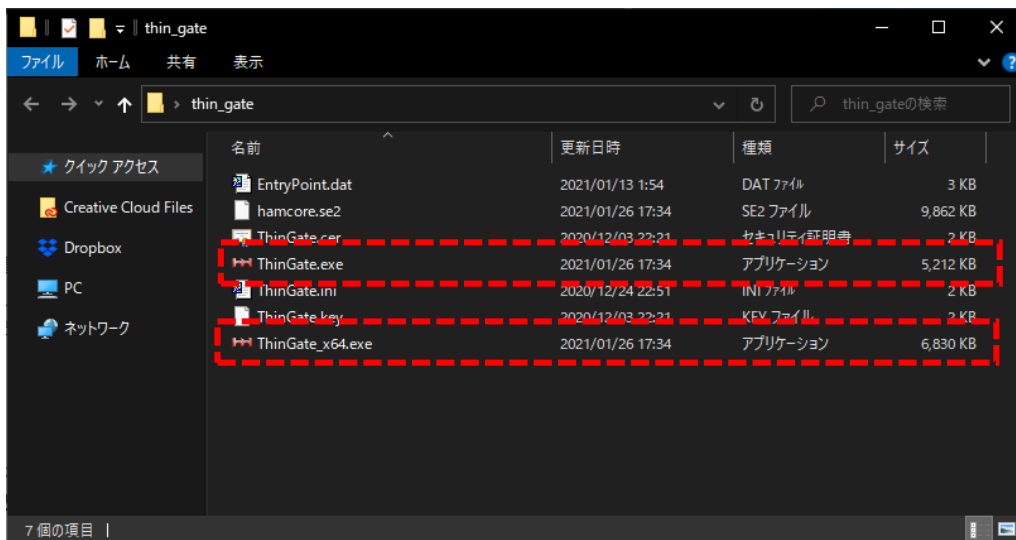 thin_gate
ファイル ホーム 共有 表示
thin_gate thin_gateの検索
名前 更新日時 種類 サイズ
クイック アクセス
Creative Cloud Files
Dropbox
PC
ネットワーク
EntryPoint.dat 2021/01/13 1:54 DAT ファイル 3 KB
hamcore.se2 2021/01/26 17:34 SE2 ファイル 9,862 KB
ThinGate.cer 2020/12/03 22:21 セキュリティ証明書 2 KB
ThinGate.exe 2021/01/26 17:34 アプリケーション 5,212 KB
ThinGate.ini 2020/12/24 22:51 INI ファイル 2 KB
ThinGate.key 2020/12/03 22:21 KEY ファイル 2 KB
ThinGate_x64.exe 2021/01/26 17:34 アプリケーション 6,830 KB
7 個の項目